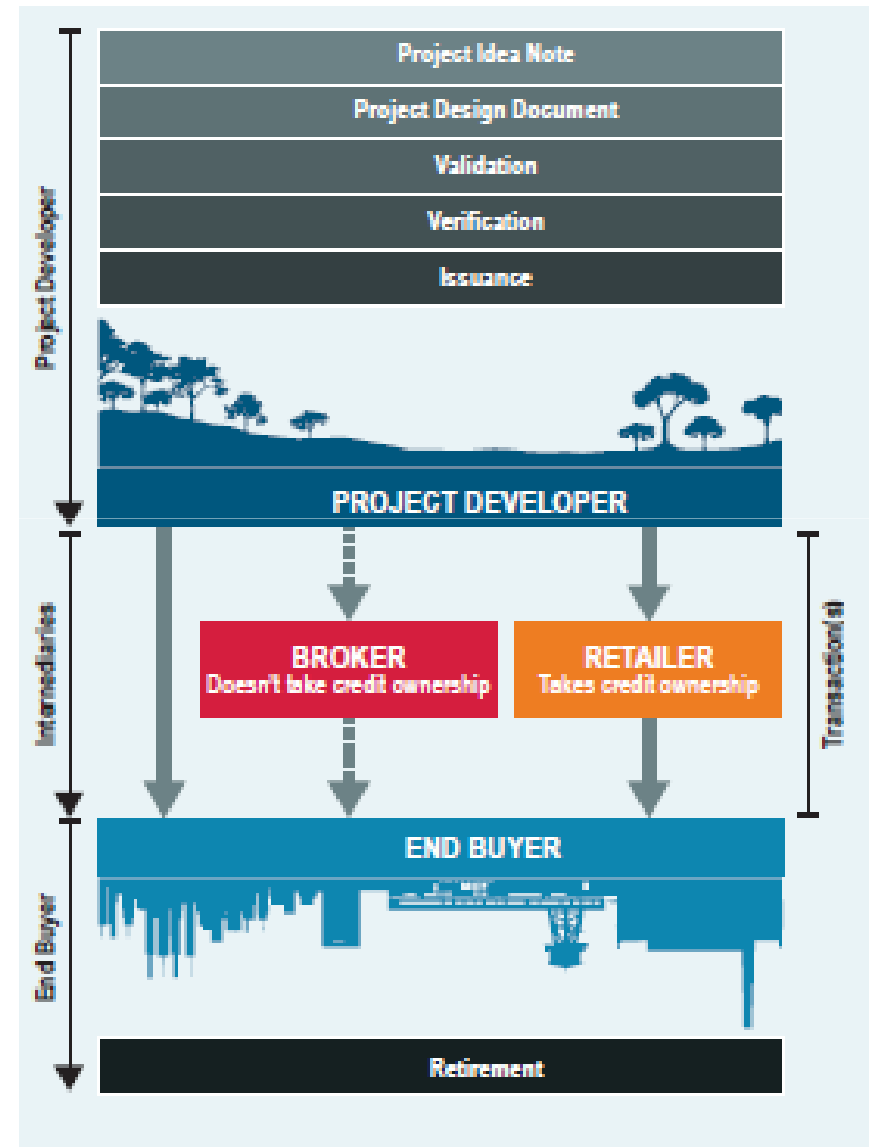 Project Idea Note
Project Design Document
Validation
Verification
Issuance
Project Developer
PROJECT DEVELOPER
Intermediaries
BROKER
Doesn't take credit ownership
RETAILER
Takes credit ownership
Transaction(s)
END BUYER
End Buyer
Retirement